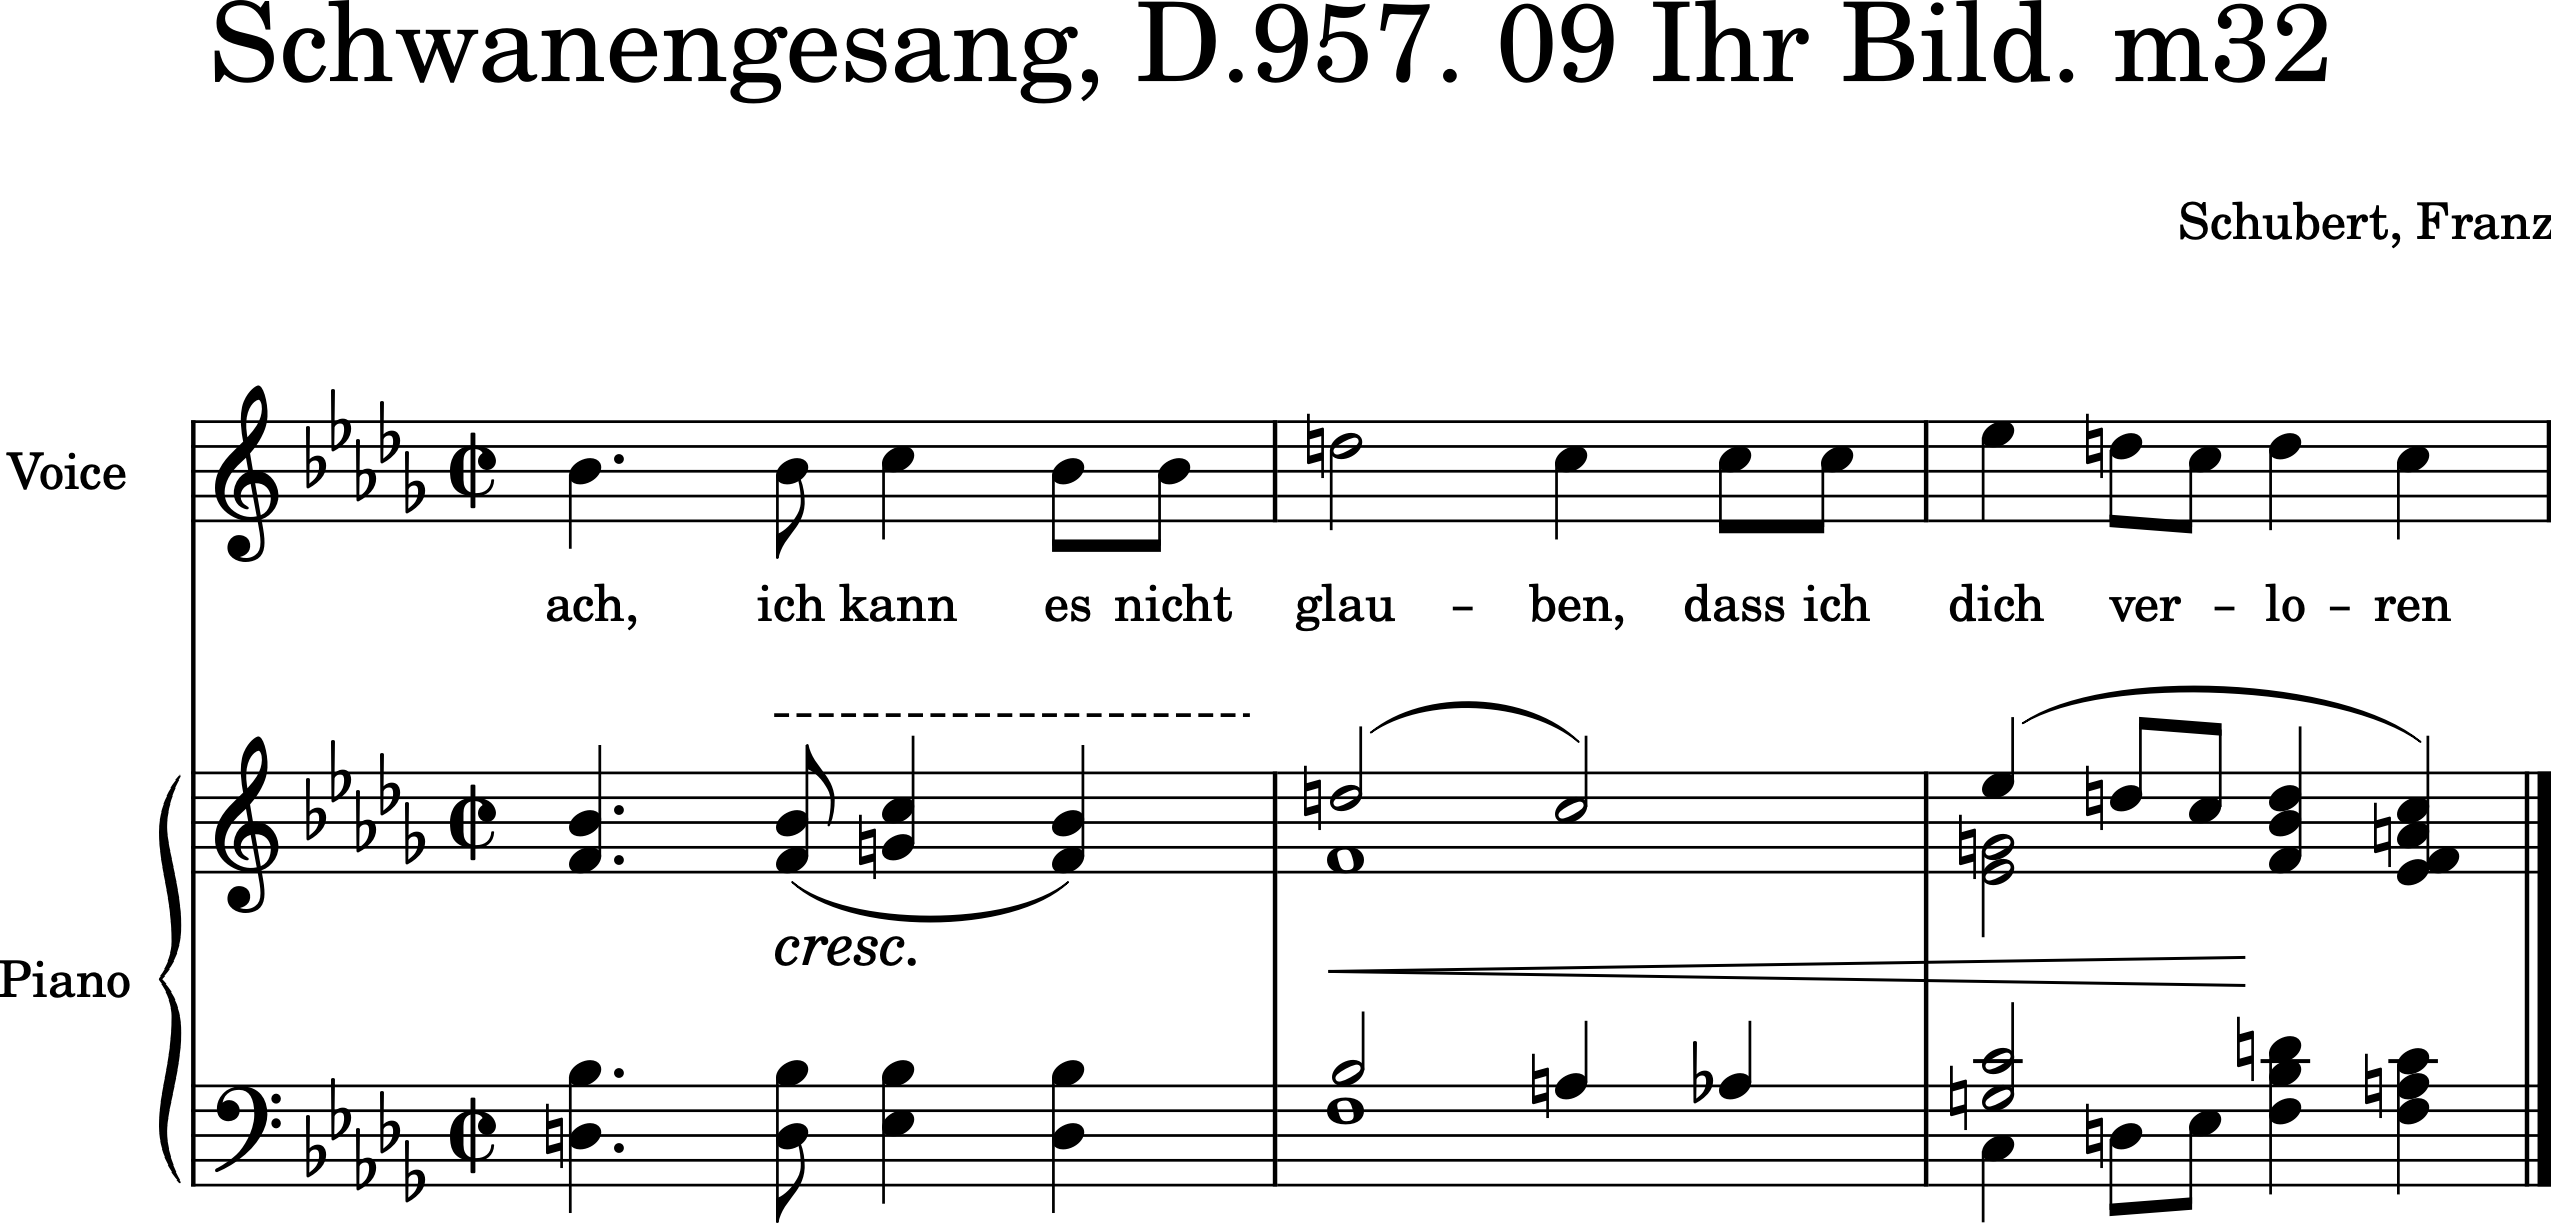 Schwanengesang, D.957. 09 Ihr Bild. m32
Schubert, Franz
Voice
ach, ich kann es nicht glau – ben, dass ich dich ver – lo – ren
cresc.
Piano